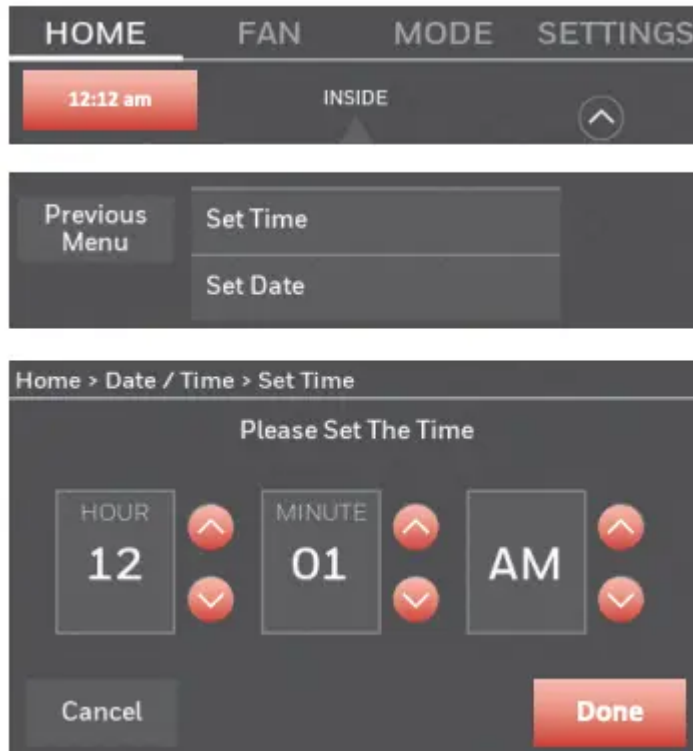 HOME FAN MODE SETTINGS
12:12 am INSIDE
Previous
Menu
Set Time
Set Date
Home > Date / Time > Set Time
Please Set The Time
HOUR MINUTE
12 01 AM
Cancel Done